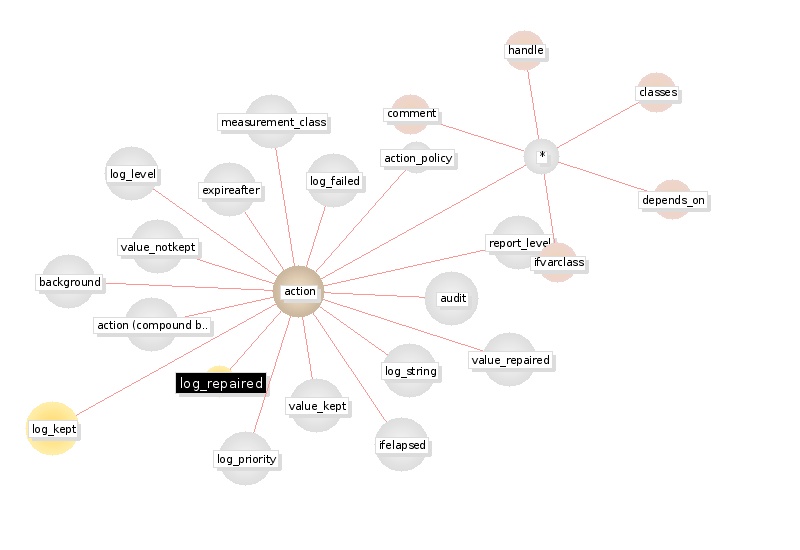 handle
classes
comment
measurement_class
action_policy
*
log_level
log_failed
expireafter
depends_on
value_notkept
report_level
ifvarclass
background
action
audit
action (compound b..
value_repaired
log_string
log_repaired
value_kept
log_kept
ifelapsed
log_priority